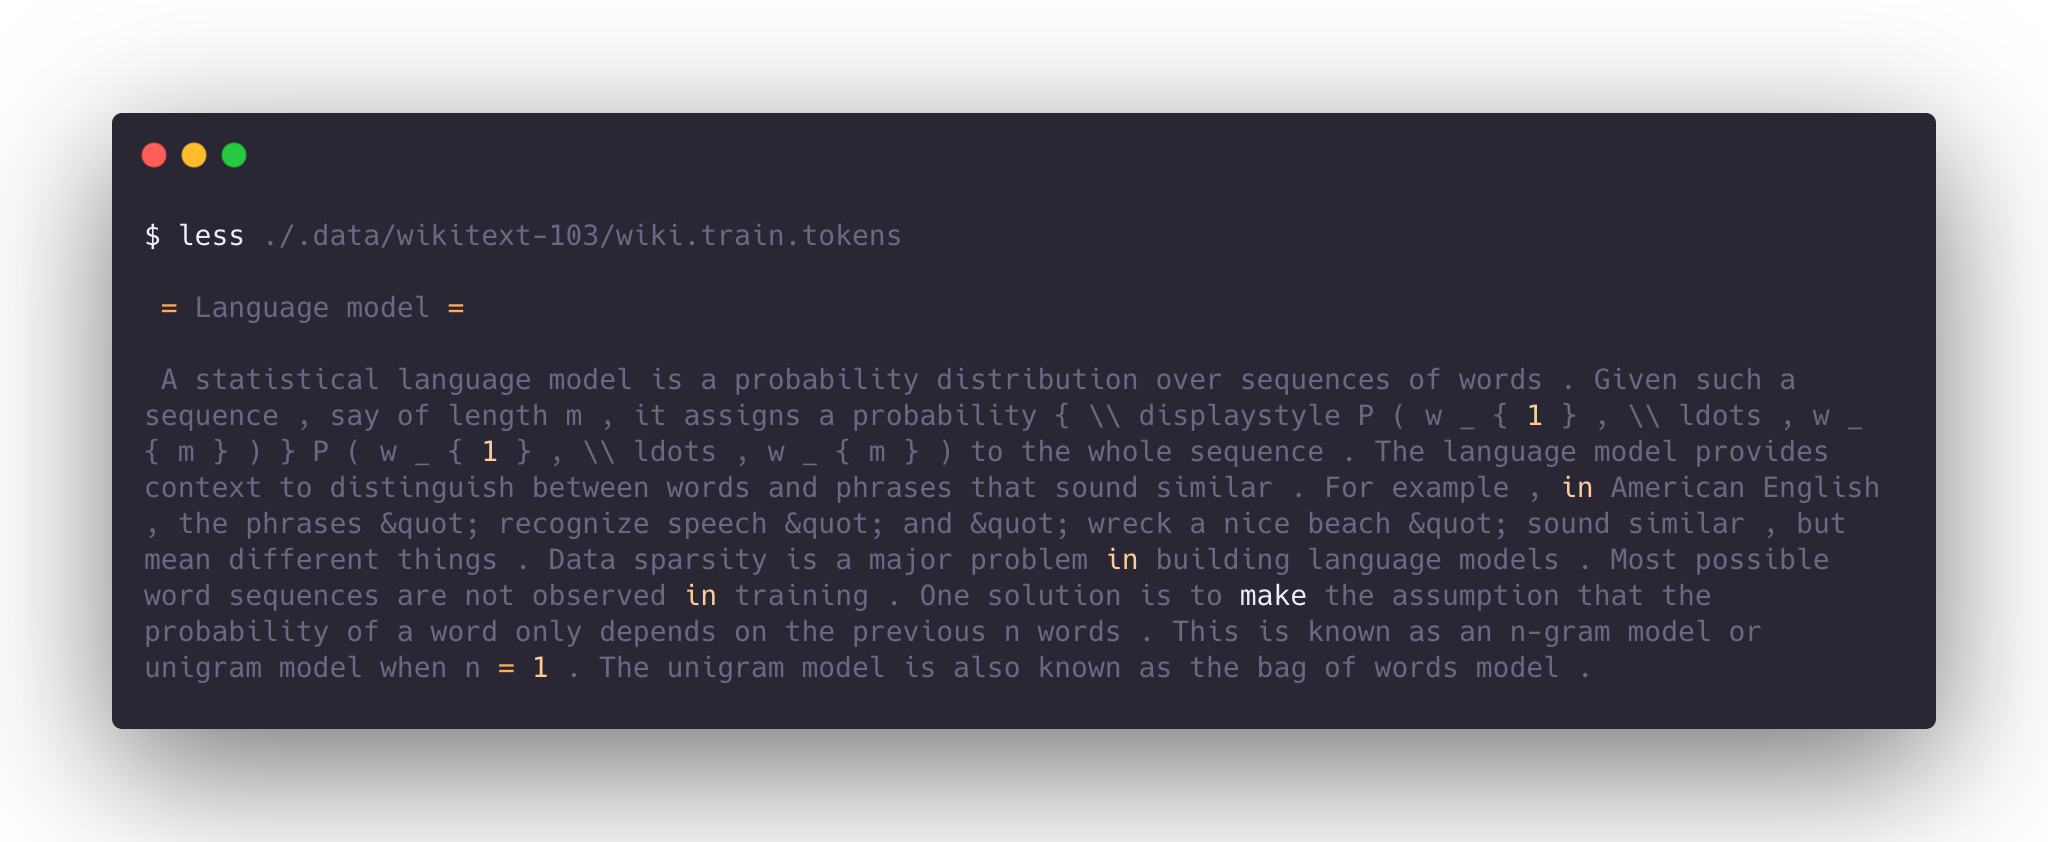 $ less ./.data/wikitext-103/wiki.train.tokens
= Language model =
A statistical language model is a probability distribution over sequences of words . Given such a
sequence , say of length m , it assigns a probability { \\ displaystyle P ( w _ { 1 } , \\ ldots , w _
{ m } ) } P ( w _ { 1 } , \\ ldots , w _ { m } ) to the whole sequence . The language model provides
context to distinguish between words and phrases that sound similar . For example , in American English
, the phrases &quot; recognize speech &quot; and &quot; wreck a nice beach &quot; sound similar , but
mean different things . Data sparsity is a major problem in building language models . Most possible
word sequences are not observed in training . One solution is to make the assumption that the
probability of a word only depends on the previous n words . This is known as an n-gram model or
unigram model when n = 1 . The unigram model is also known as the bag of words model .